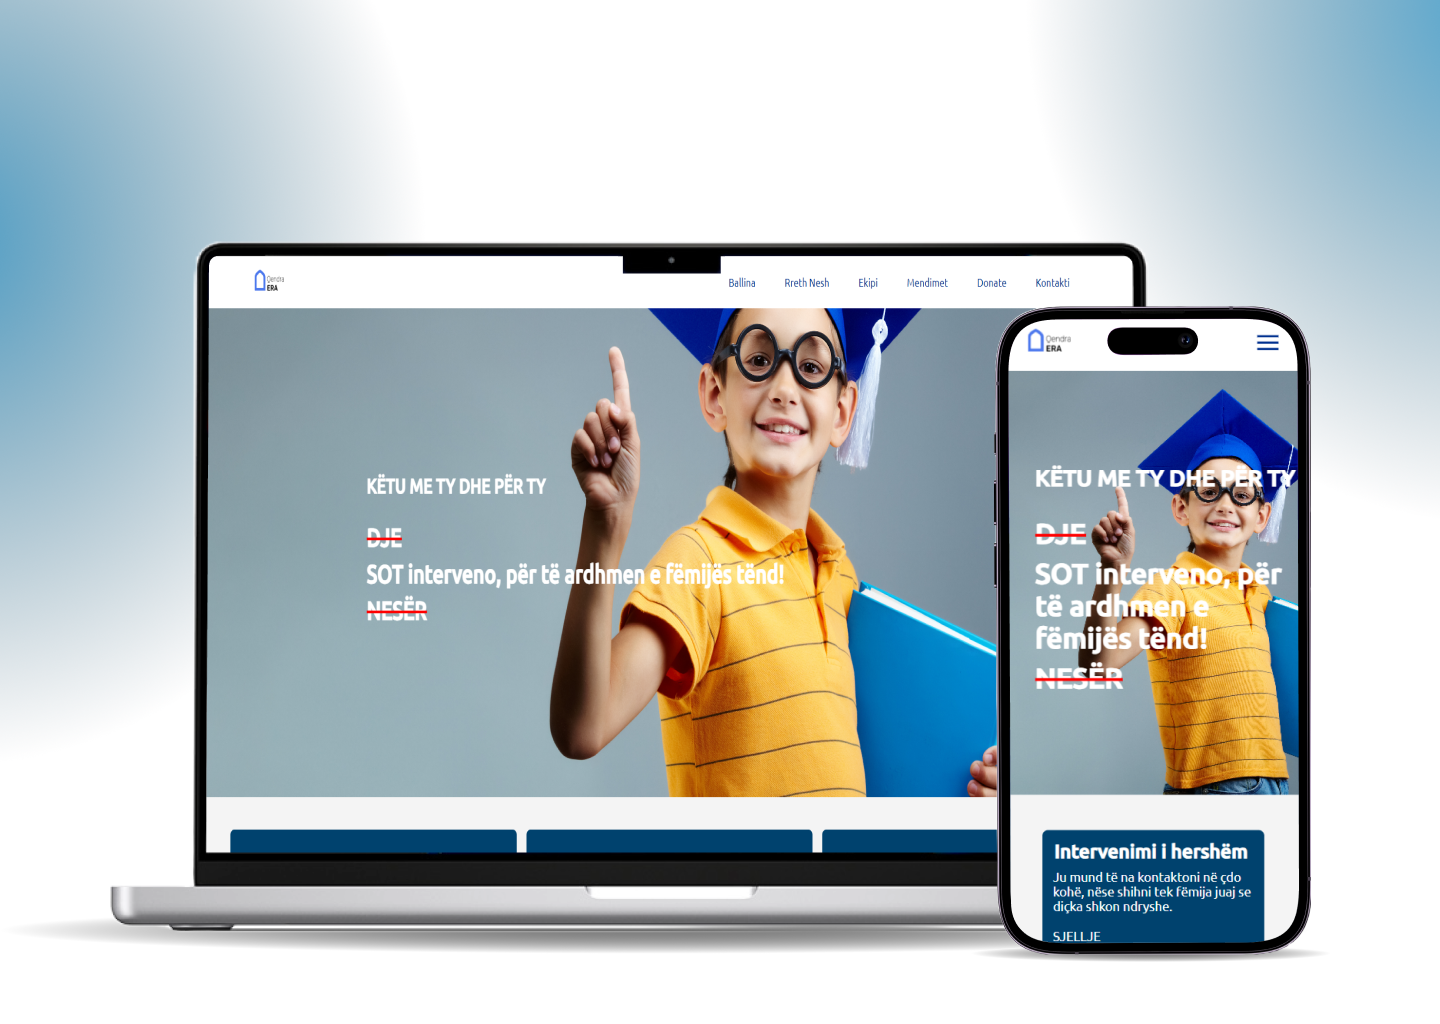 Qendra
ERA
Ballina Rreth Nesh Ekipi Mendimet Donate Kontakti
KËTU ME TY DHE PËR TY
DJE
SOT interveno, për të ardhmen e fëmijës tënd!
NESËR
Qendra
ERA
KËTU ME TY DHE PËR TY
DJE
SOT interveno, për
të ardhmen e
fëmijës tënd!
NESËR
Intervenimi i hershëm
Ju mund të na kontaktoni në çdo
kohë, nëse shihni tek fëmija juaj se
diçka shkon ndryshe.
SJELLJE